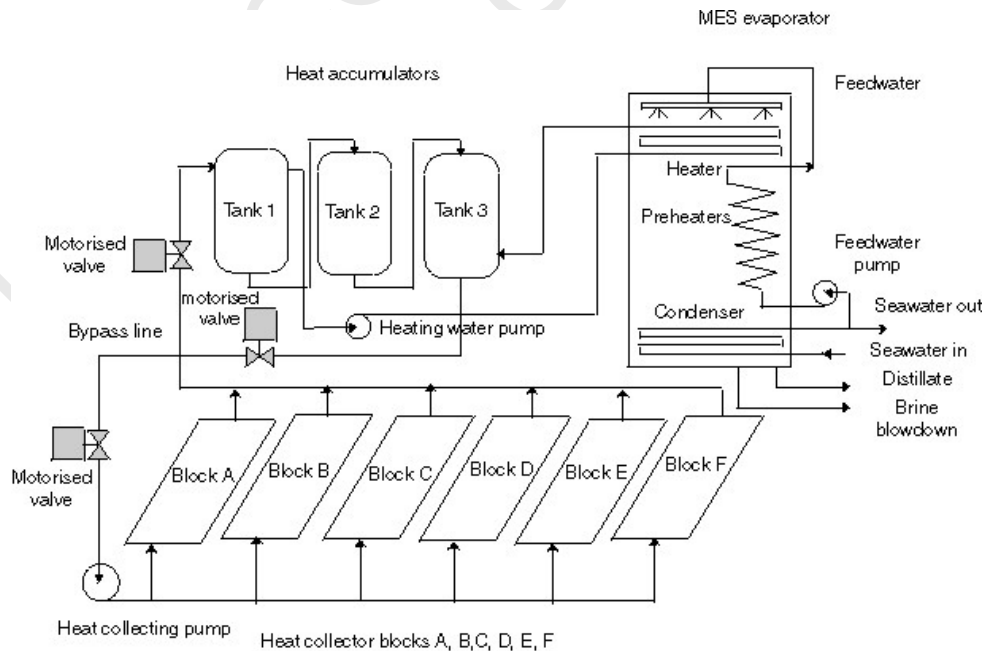 MES evaporator
Heat accumulators
Feedwater
Heater
Tank 1
Tank 2
Tank 3
Preheaters
Motorised
valve
Feedwater
pump
motorised
valve
Condenser
Seawater out
Bypass line
Heating water pump
Seawater in
Distillate
Brine
blowdown
Block A
Block B
Block C
Block D
Block E
Block F
Motorised
valve
Heat collecting pump
Heat collector blocks A, B,C, D, E, F